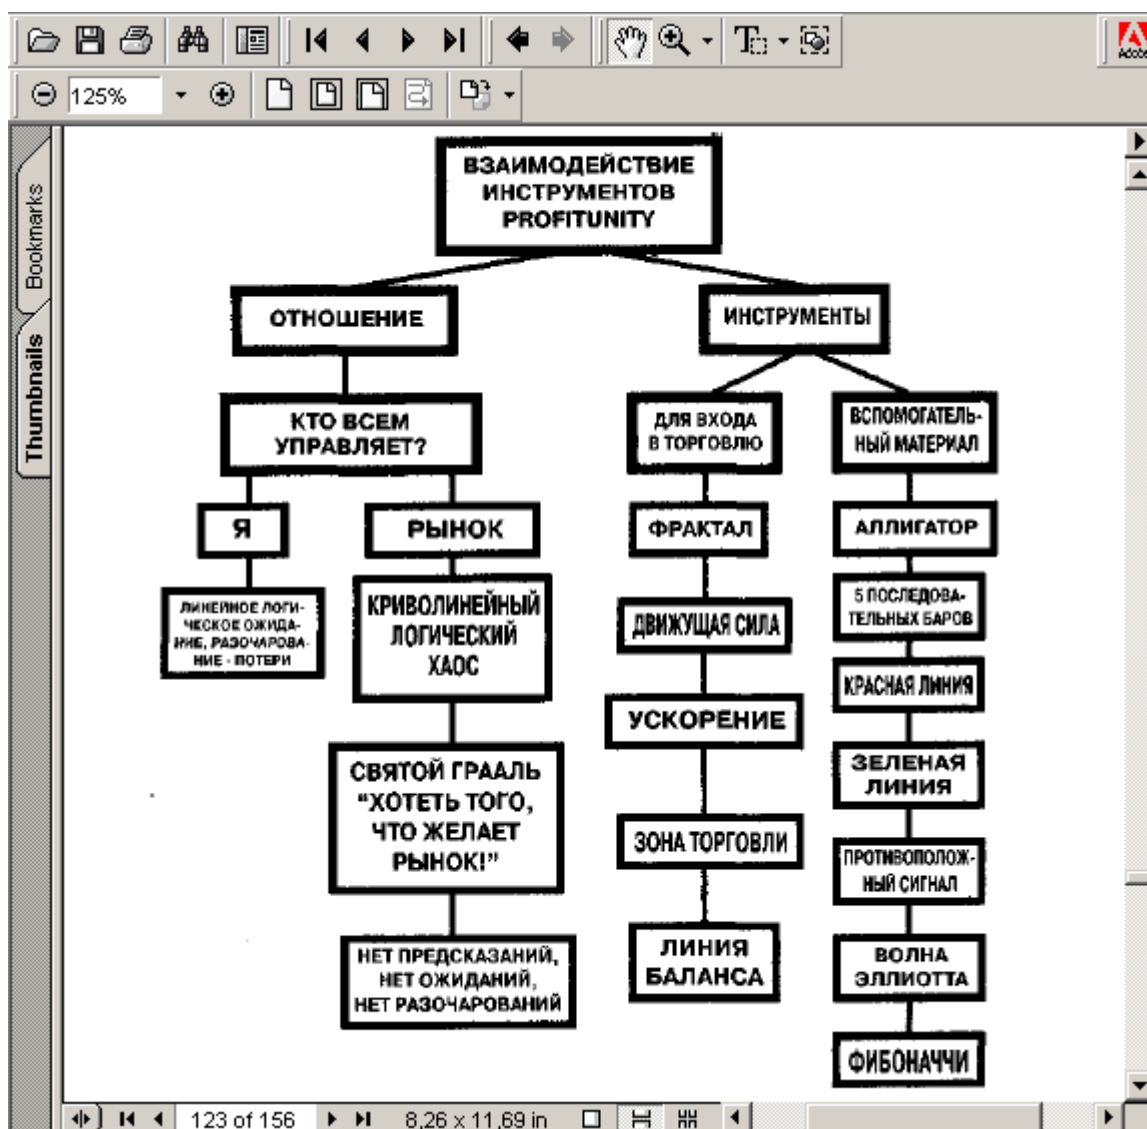 Adobe
125%
Bookmarks
Thumbnails
ВЗАИМОДЕЙСТВИЕ
ИНСТРУМЕНТОВ
PROFITUNITY
ОТНОШЕНИЕ
ИНСТРУМЕНТЫ
КТО ВСЕМ
УПРАВЛЯЕТ?
ДЛЯ ВХОДА
В ТОРГОВЛЮ
ВСПОМОГАТЕЛЬ-
НЫЙ МАТЕРИАЛ
Я
РЫНОК
ФРАКТАЛ
АЛЛИГАТОР
ЛИНЕЙНОЕ ЛОГИ-
ЧЕСКОЕ ОЖИДА-
НИЕ, РАЗОЧАРОВА-
НИЕ - ПОТЕРИ
КРИВОЛИНЕЙНЫЙ
ЛОГИЧЕСКИЙ
ХАОС
ДВИЖУЩАЯ СИЛА
5 ПОСЛЕДОВА-
ТЕЛЬНЫХ БАРОВ
КРАСНАЯ ЛИНИЯ
УСКОРЕНИЕ
СВЯТОЙ ГРААЛЬ
“ХОТЕТЬ ТОГО,
ЧТО ЖЕЛАЕТ
РЫНОК!”
ЗЕЛЕНАЯ
ЛИНИЯ
ЗОНА ТОРГОВЛИ
ПРОТИВОПОЛОЖ-
НЫЙ СИГНАЛ
НЕТ ПРЕДСКАЗАНИЙ,
НЕТ ОЖИДАНИЙ,
НЕТ РАЗОЧАРОВАНИЙ
ЛИНИЯ
БАЛАНСА
ВОЛНА
ЭЛЛИОТТА
ФИБОНАЧЧИ
123 of 156
8,26 x 11,69 in